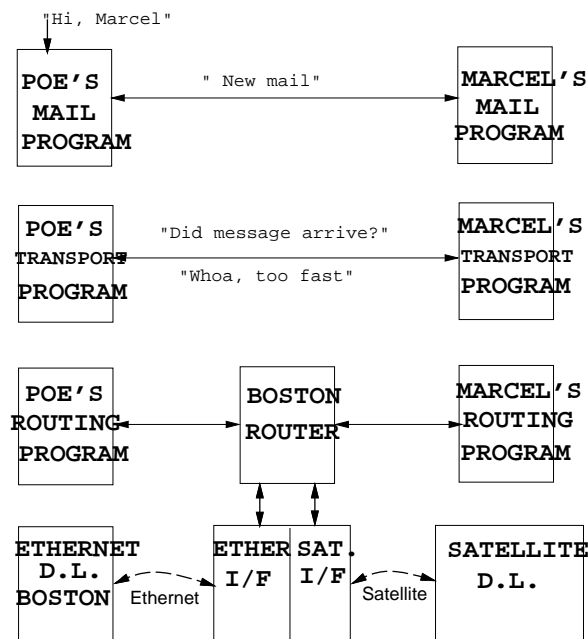 "Hi, Marcel"
POE'S
MAIL
PROGRAM
" New mail"
MARCEL'S
MAIL
PROGRAM
POE'S
TRANSPORT
PROGRAM
"Did message arrive?"
"Whoa, too fast"
MARCEL'S
TRANSPORT
PROGRAM
POE'S
ROUTING
PROGRAM
BOSTON
ROUTER
MARCEL'S
ROUTING
PROGRAM
ETHERNET
D.L.
BOSTON
Ethernet
ETHER
I/F
SAT.
I/F
Satellite
SATELLITE
D.L.